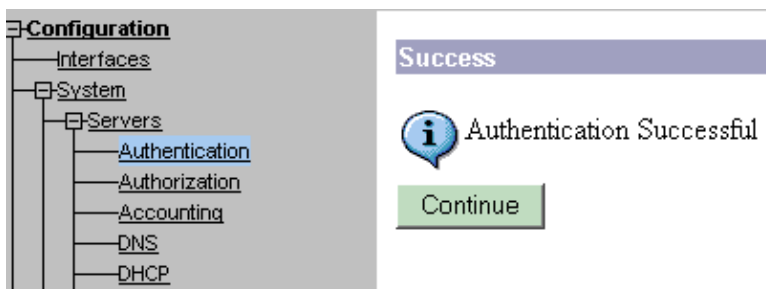 Configuration
Interfaces
System
Servers
Authentication
Authorization
Accounting
DNS
DHCP
Success
Authentication Successful
Continue